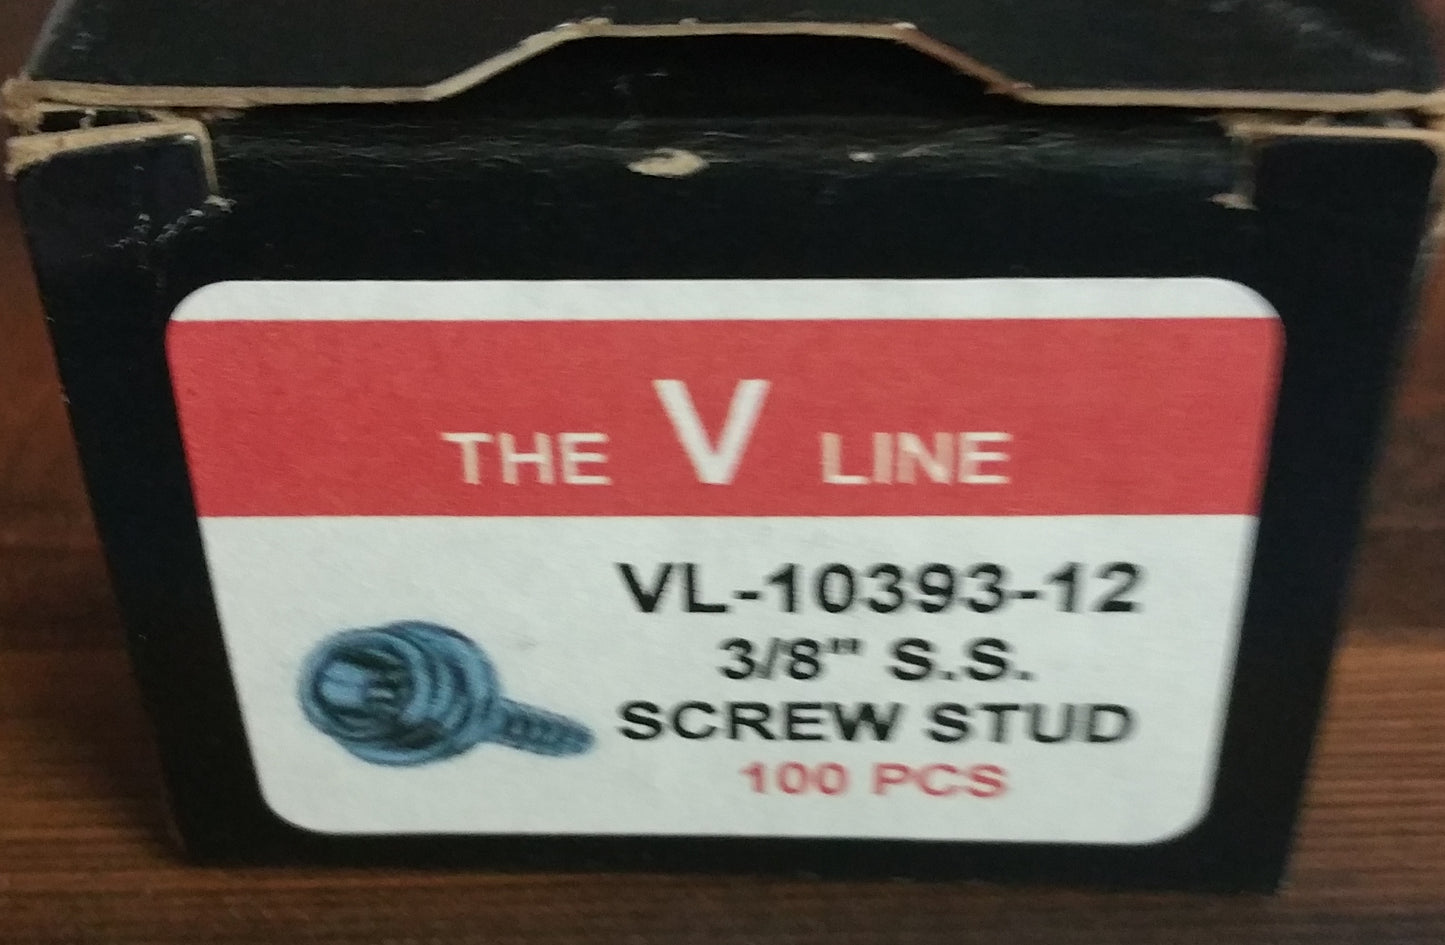 THE V LINE
VL-10393-12
3/8" S.S.
SCREW STUD
100 PCS